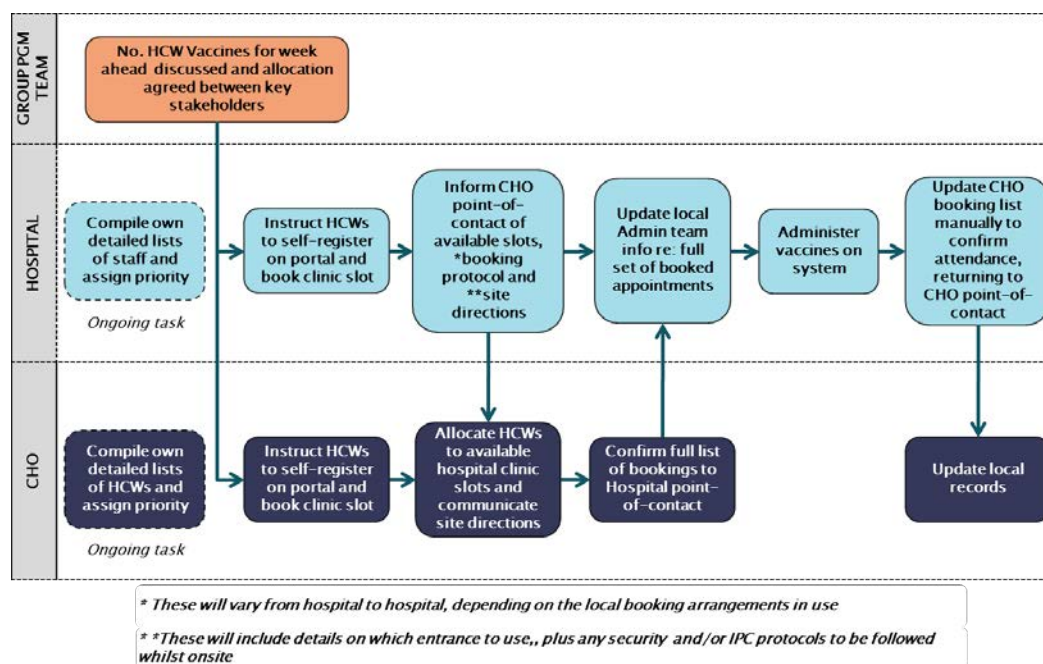 GROUP PGM
TEAM
No. HCW Vaccines for week
ahead discussed and allocation
agreed between key
stakeholders
HOSPITAL
Compile own
detailed lists
of staff and
assign priority
Ongoing task
Instruct HCWs
to self-register
on portal and
book clinic slot
Inform CHO
point-of-
contact of
available slots,
*booking
protocol and
**site
directions
Update local
Admin team
info re: full
set of booked
appointments
Administer
vaccines on
system
Update CHO
booking list
manually to
confirm
attendance,
returning to
CHO point-of-
contact
CHO
Compile own
detailed lists
of HCWs and
assign priority
Ongoing task
Instruct HCWs
to self-register
on portal and
book clinic slot
Allocate HCWs
to available
hospital clinic
slots and
communicate
site directions
Confirm full list
of bookings to
Hospital point-
of-contact
Update local
records
* These will vary from hospital to hospital, depending on the local booking arrangements in use
* *These will include details on which entrance to use,, plus any security and/or IPC protocols to be followed
whilst onsite